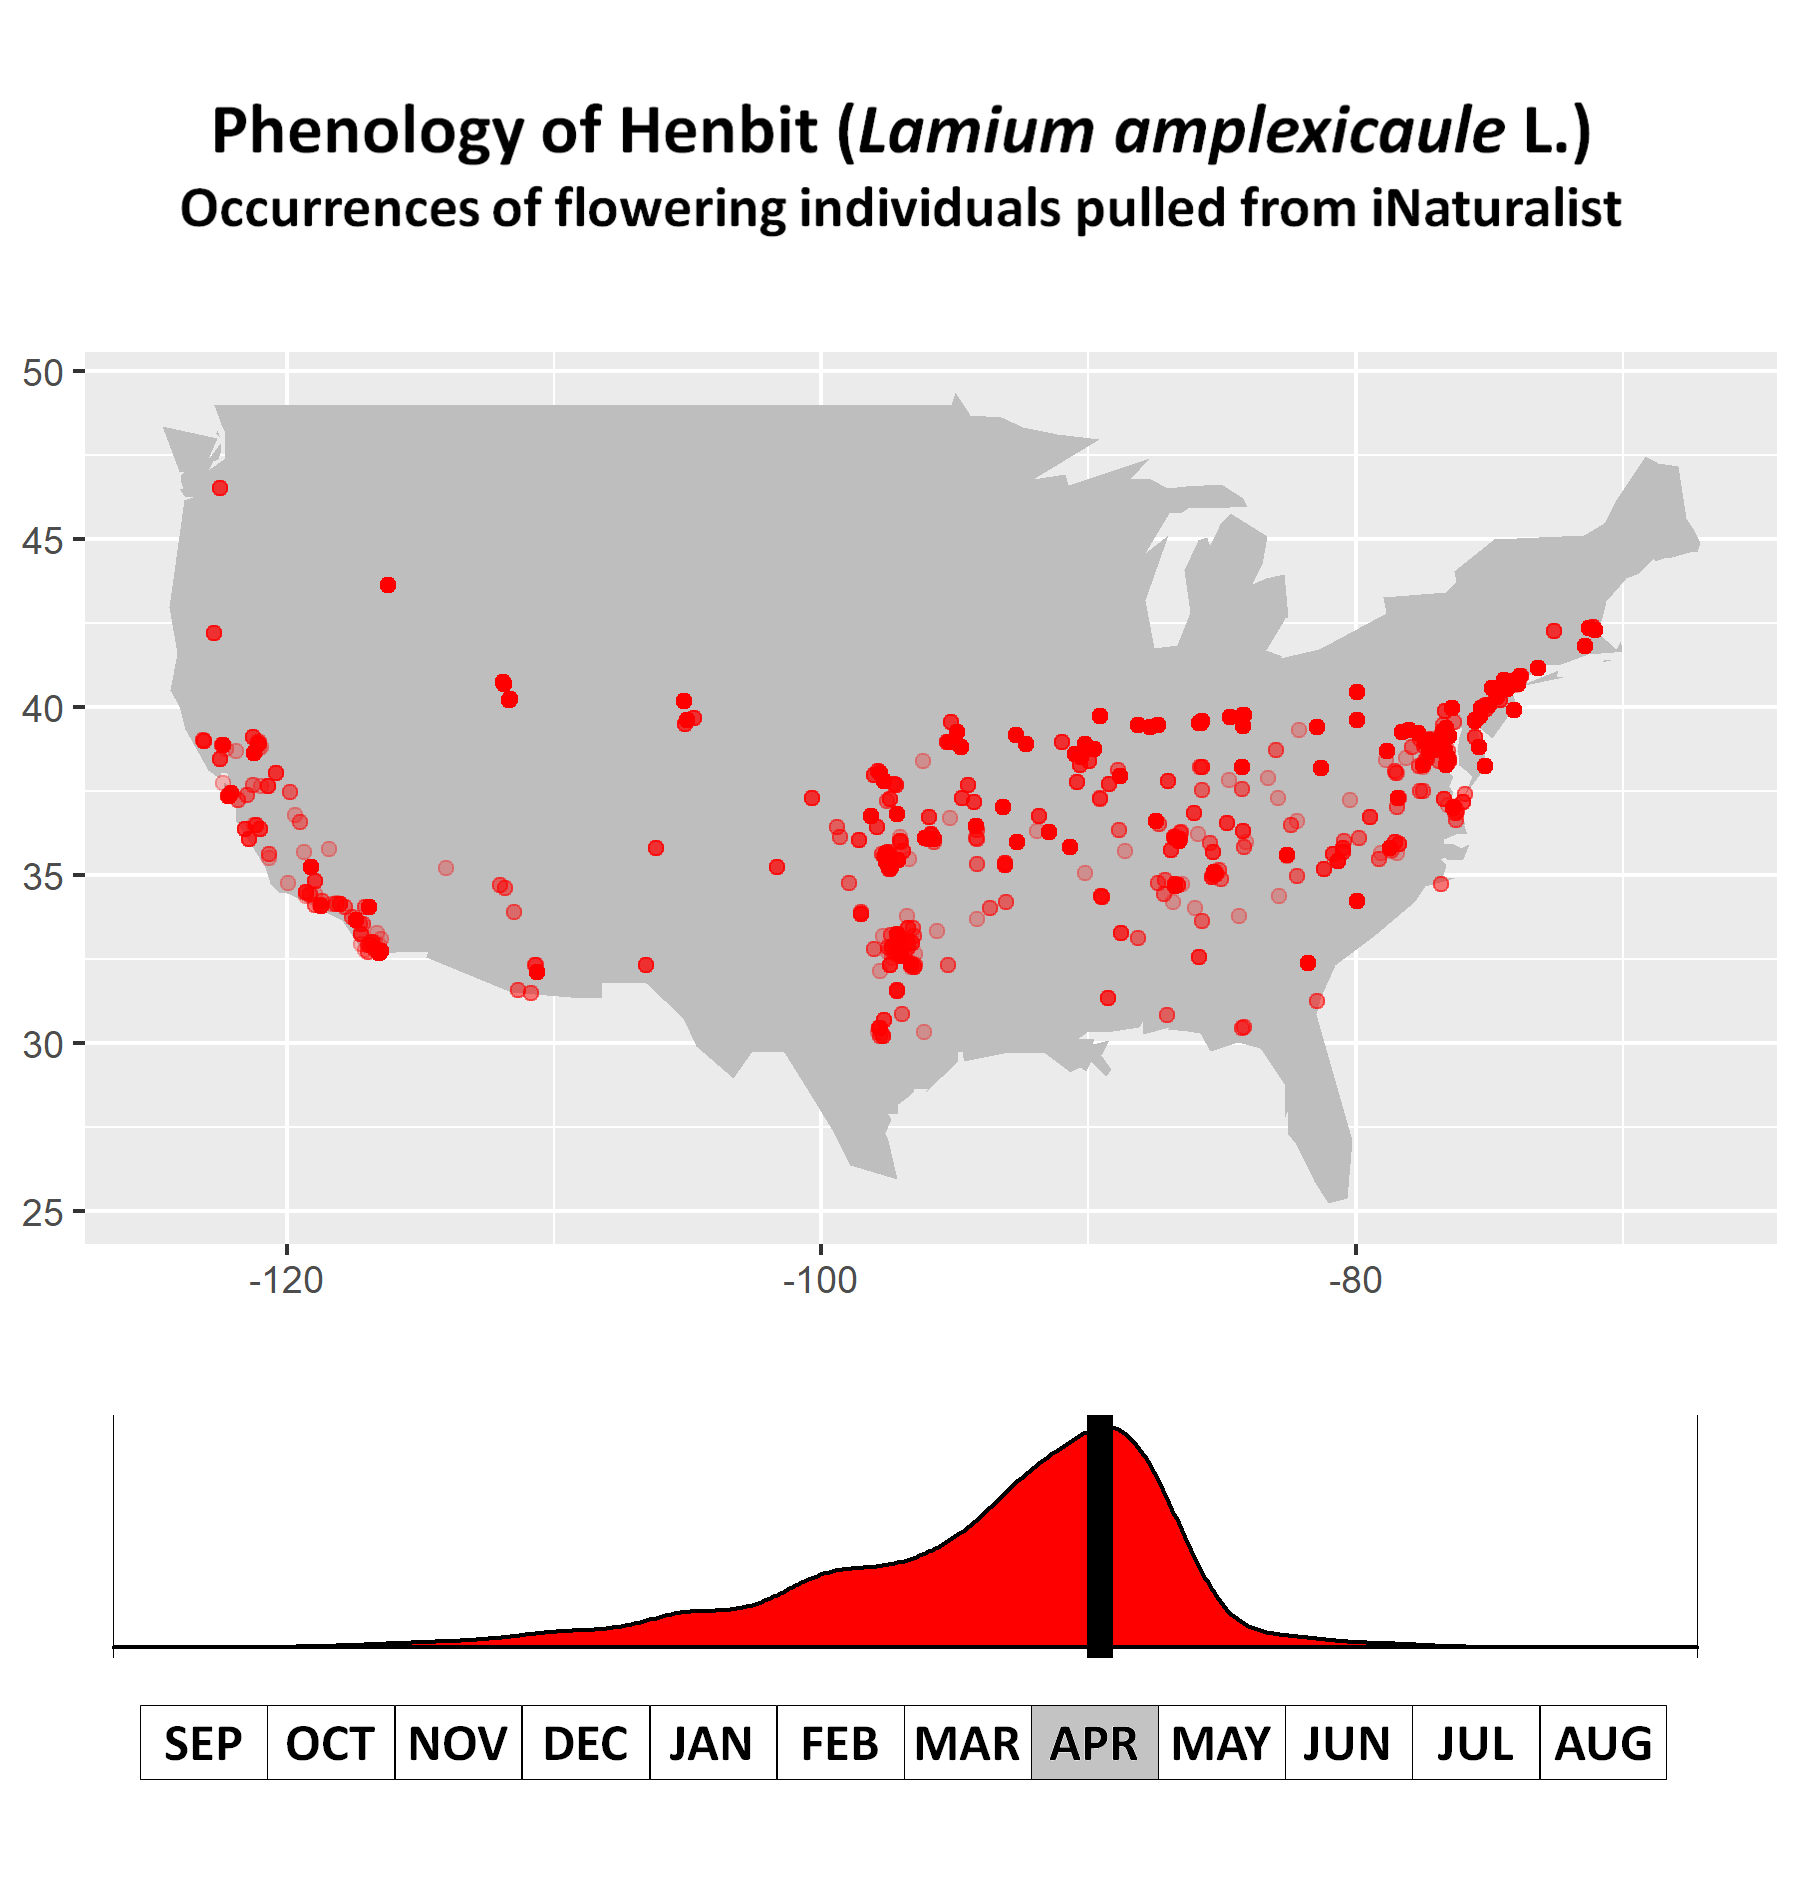 Phenology of Henbit (Lamium amplexicaule L.)
Occurrences of flowering individuals pulled from iNaturalist
50
45
40
35
30
25
-120 -100 -80
SEP OCT NOV DEC JAN FEB MAR APR MAY JUN JUL AUG